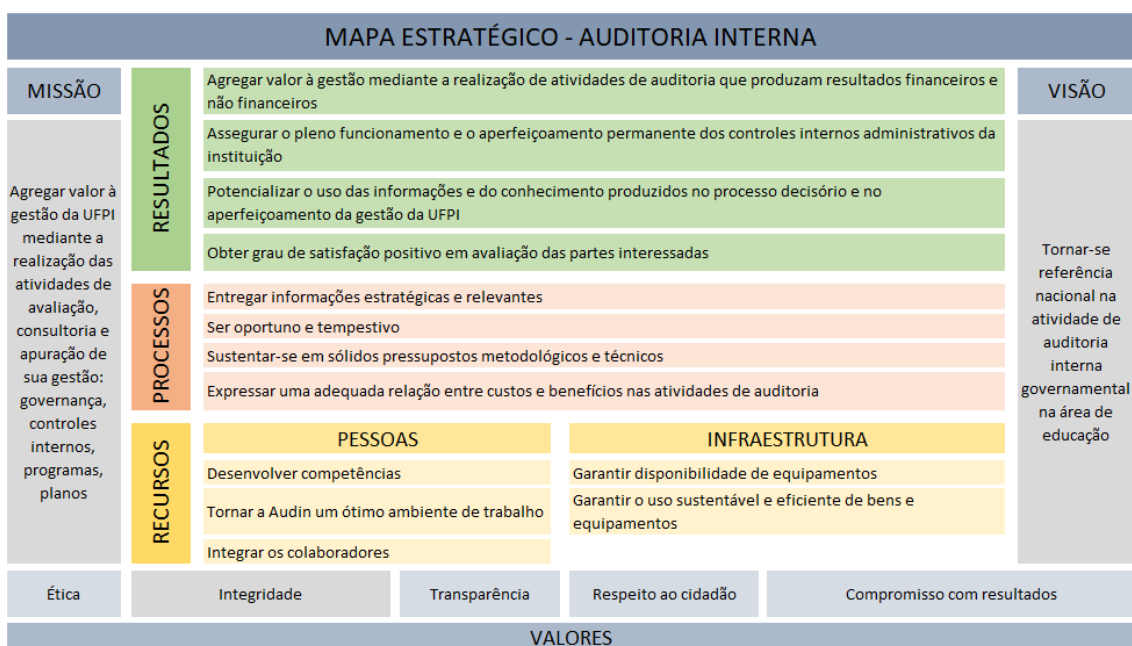 MAPA ESTRATÉGICO - AUDITORIA INTERNA
MISSÃO
Agregar valor à
gestão da UFPI
mediante a
realização das
atividades de
avaliação,
consultoria e
apuração de
sua gestão:
governança,
controles
internos,
programas,
planos
RESULTADOS
Agregar valor à gestão mediante a realização de atividades de auditoria que produzam resultados financeiros e
não financeiros
Assegurar o pleno funcionamento e o aperfeiçoamento permanente dos controles internos administrativos da
instituição
Potencializar o uso das informações e do conhecimento produzidos no processo decisório e no
aperfeiçoamento da gestão da UFPI
Obter grau de satisfação positivo em avaliação das partes interessadas
PROCESSOS
Entregar informações estratégicas e relevantes
Ser oportuno e tempestivo
Sustentar-se em sólidos pressupostos metodológicos e técnicos
Expressar uma adequada relação entre custos e benefícios nas atividades de auditoria
RECURSOS
PESSOAS
Desenvolver competências
Tornar a Audin um ótimo ambiente de trabalho
Integrar os colaboradores
INFRAESTRUTURA
Garantir disponibilidade de equipamentos
Garantir o uso sustentável e eficiente de bens e
equipamentos
VISÃO
Tornar-se
referência
nacional na
atividade de
auditoria
interna
governamental
na área de
educação
Ética
Integridade
Transparência
Respeito ao cidadão
Compromisso com resultados
VALORES